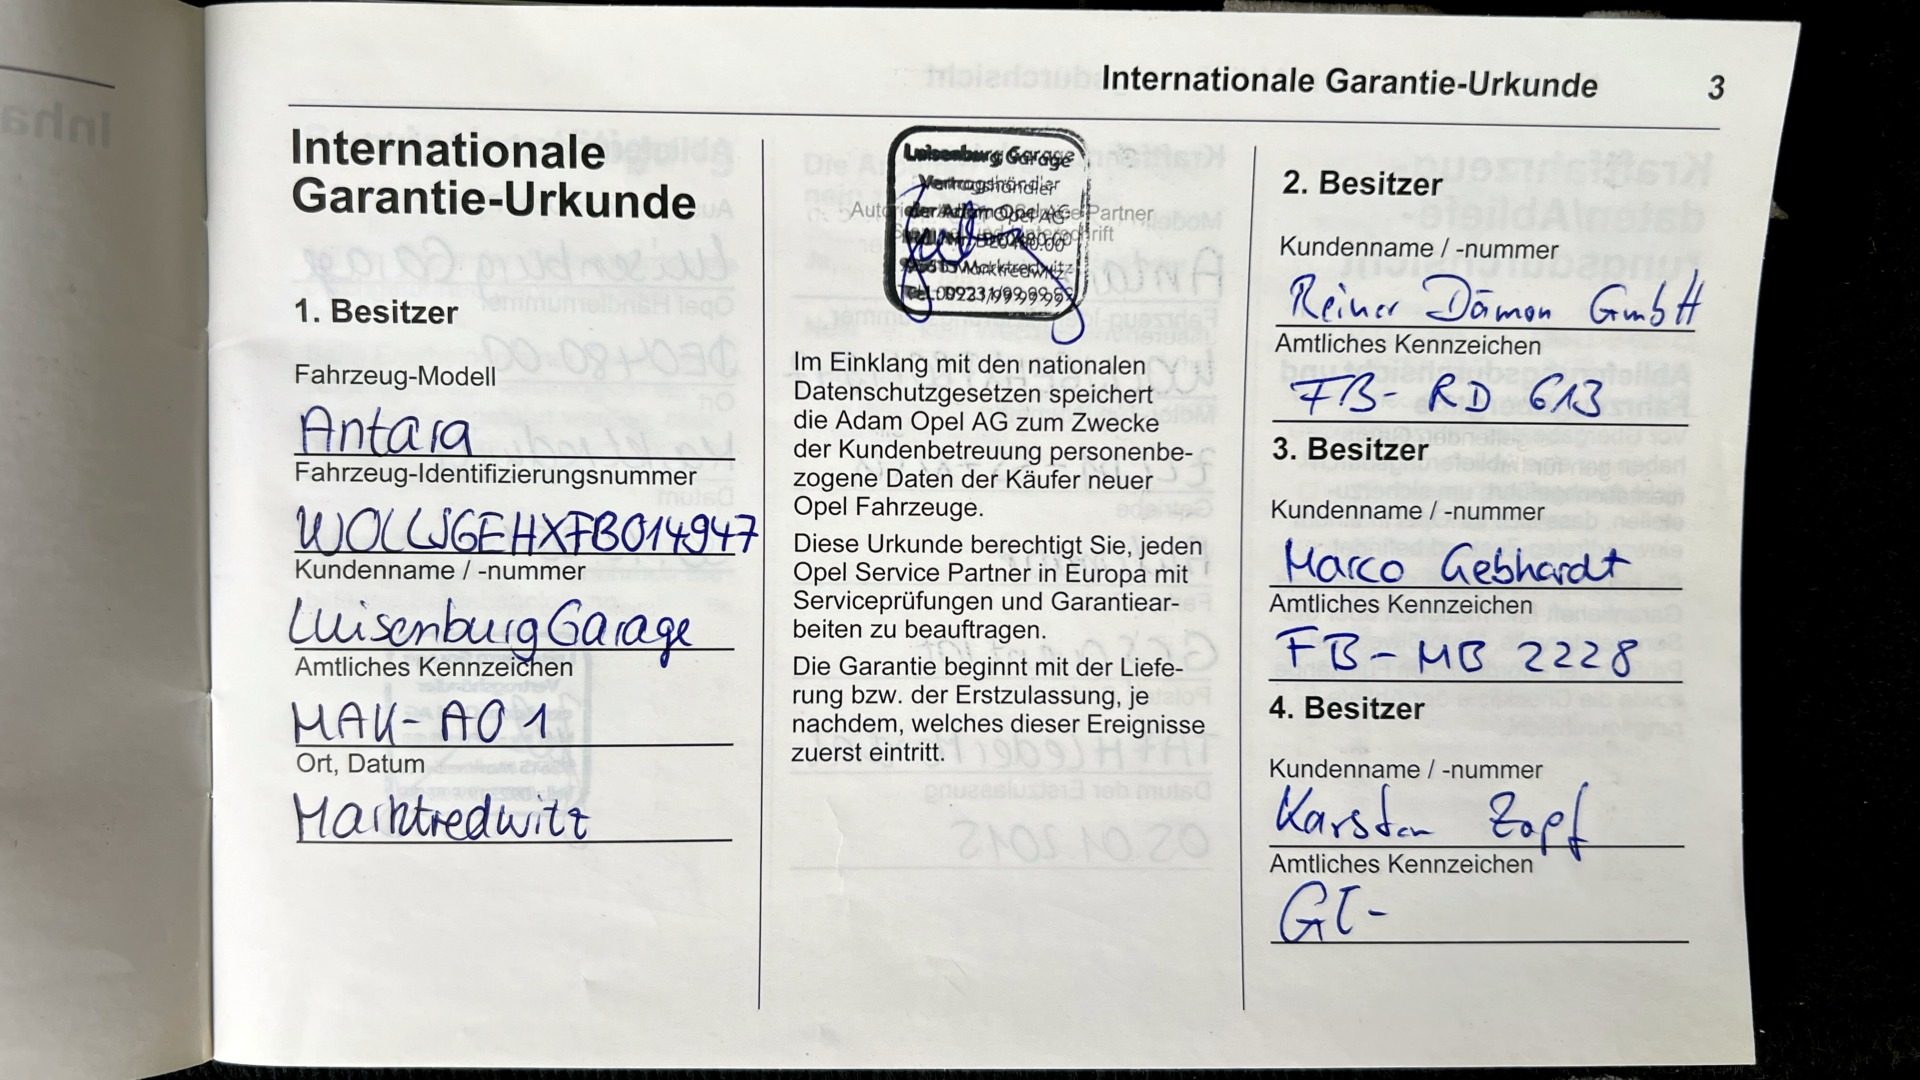 Internationale Garantie-Urkunde 3
Internationale
Garantie-Urkunde
1. Besitzer
Fahrzeug-Modell
Antara
Fahrzeug-Identifizierungsnummer
WOLLSGEHXFB014947
Kundenname / -nummer
Luisenburg Garage
Amtliches Kennzeichen
MAK-AO 1
Ort, Datum
Marktredwitz
Luisenburg Garage
Vertragshändler
der Adam Opel AG
Im Einklang mit den nationalen
Datenschutzgesetzen speichert
die Adam Opel AG zum Zwecke
der Kundenbetreuung personenbe-
zogene Daten der Käufer neuer
Opel Fahrzeuge.
Diese Urkunde berechtigt Sie, jeden
Opel Service Partner in Europa mit
Serviceprüfungen und Garantiear-
beiten zu beauftragen.
Die Garantie beginnt mit der Liefe-
rung bzw. der Erstzulassung, je
nachdem, welches dieser Ereignisse
zuerst eintritt.
2. Besitzer
Kundenname / -nummer
Reiner Dämon GmbH
Amtliches Kennzeichen
FB- RD 613
3. Besitzer
Kundenname / -nummer
Marco Gebhardt
Amtliches Kennzeichen
FB - MB 2228
4. Besitzer
Kundenname / -nummer
Karsten Zopf
Amtliches Kennzeichen